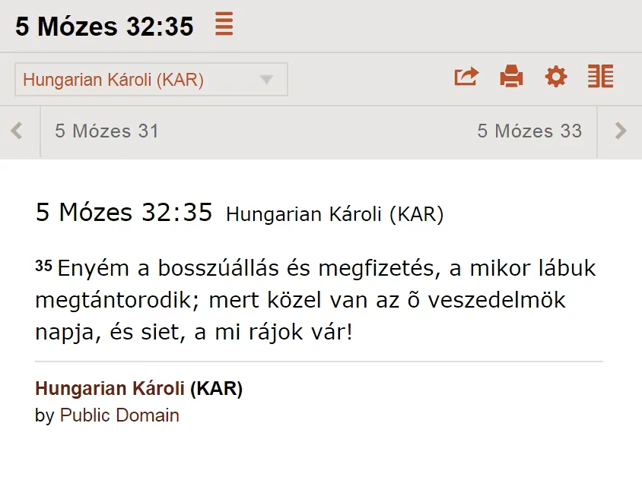 5 Mózes 32:35
Hungarian Károli (KAR)
5 Mózes 31
5 Mózes 33
5 Mózes 32:35 Hungarian Károli (KAR)
35 Enyém a bosszúállás és megfizetés, a mikor lábuk
megtántorodik; mert közel van az õ veszedelmök
napja, és siet, a mi rájok vár!
Hungarian Károli (KAR)
by Public Domain